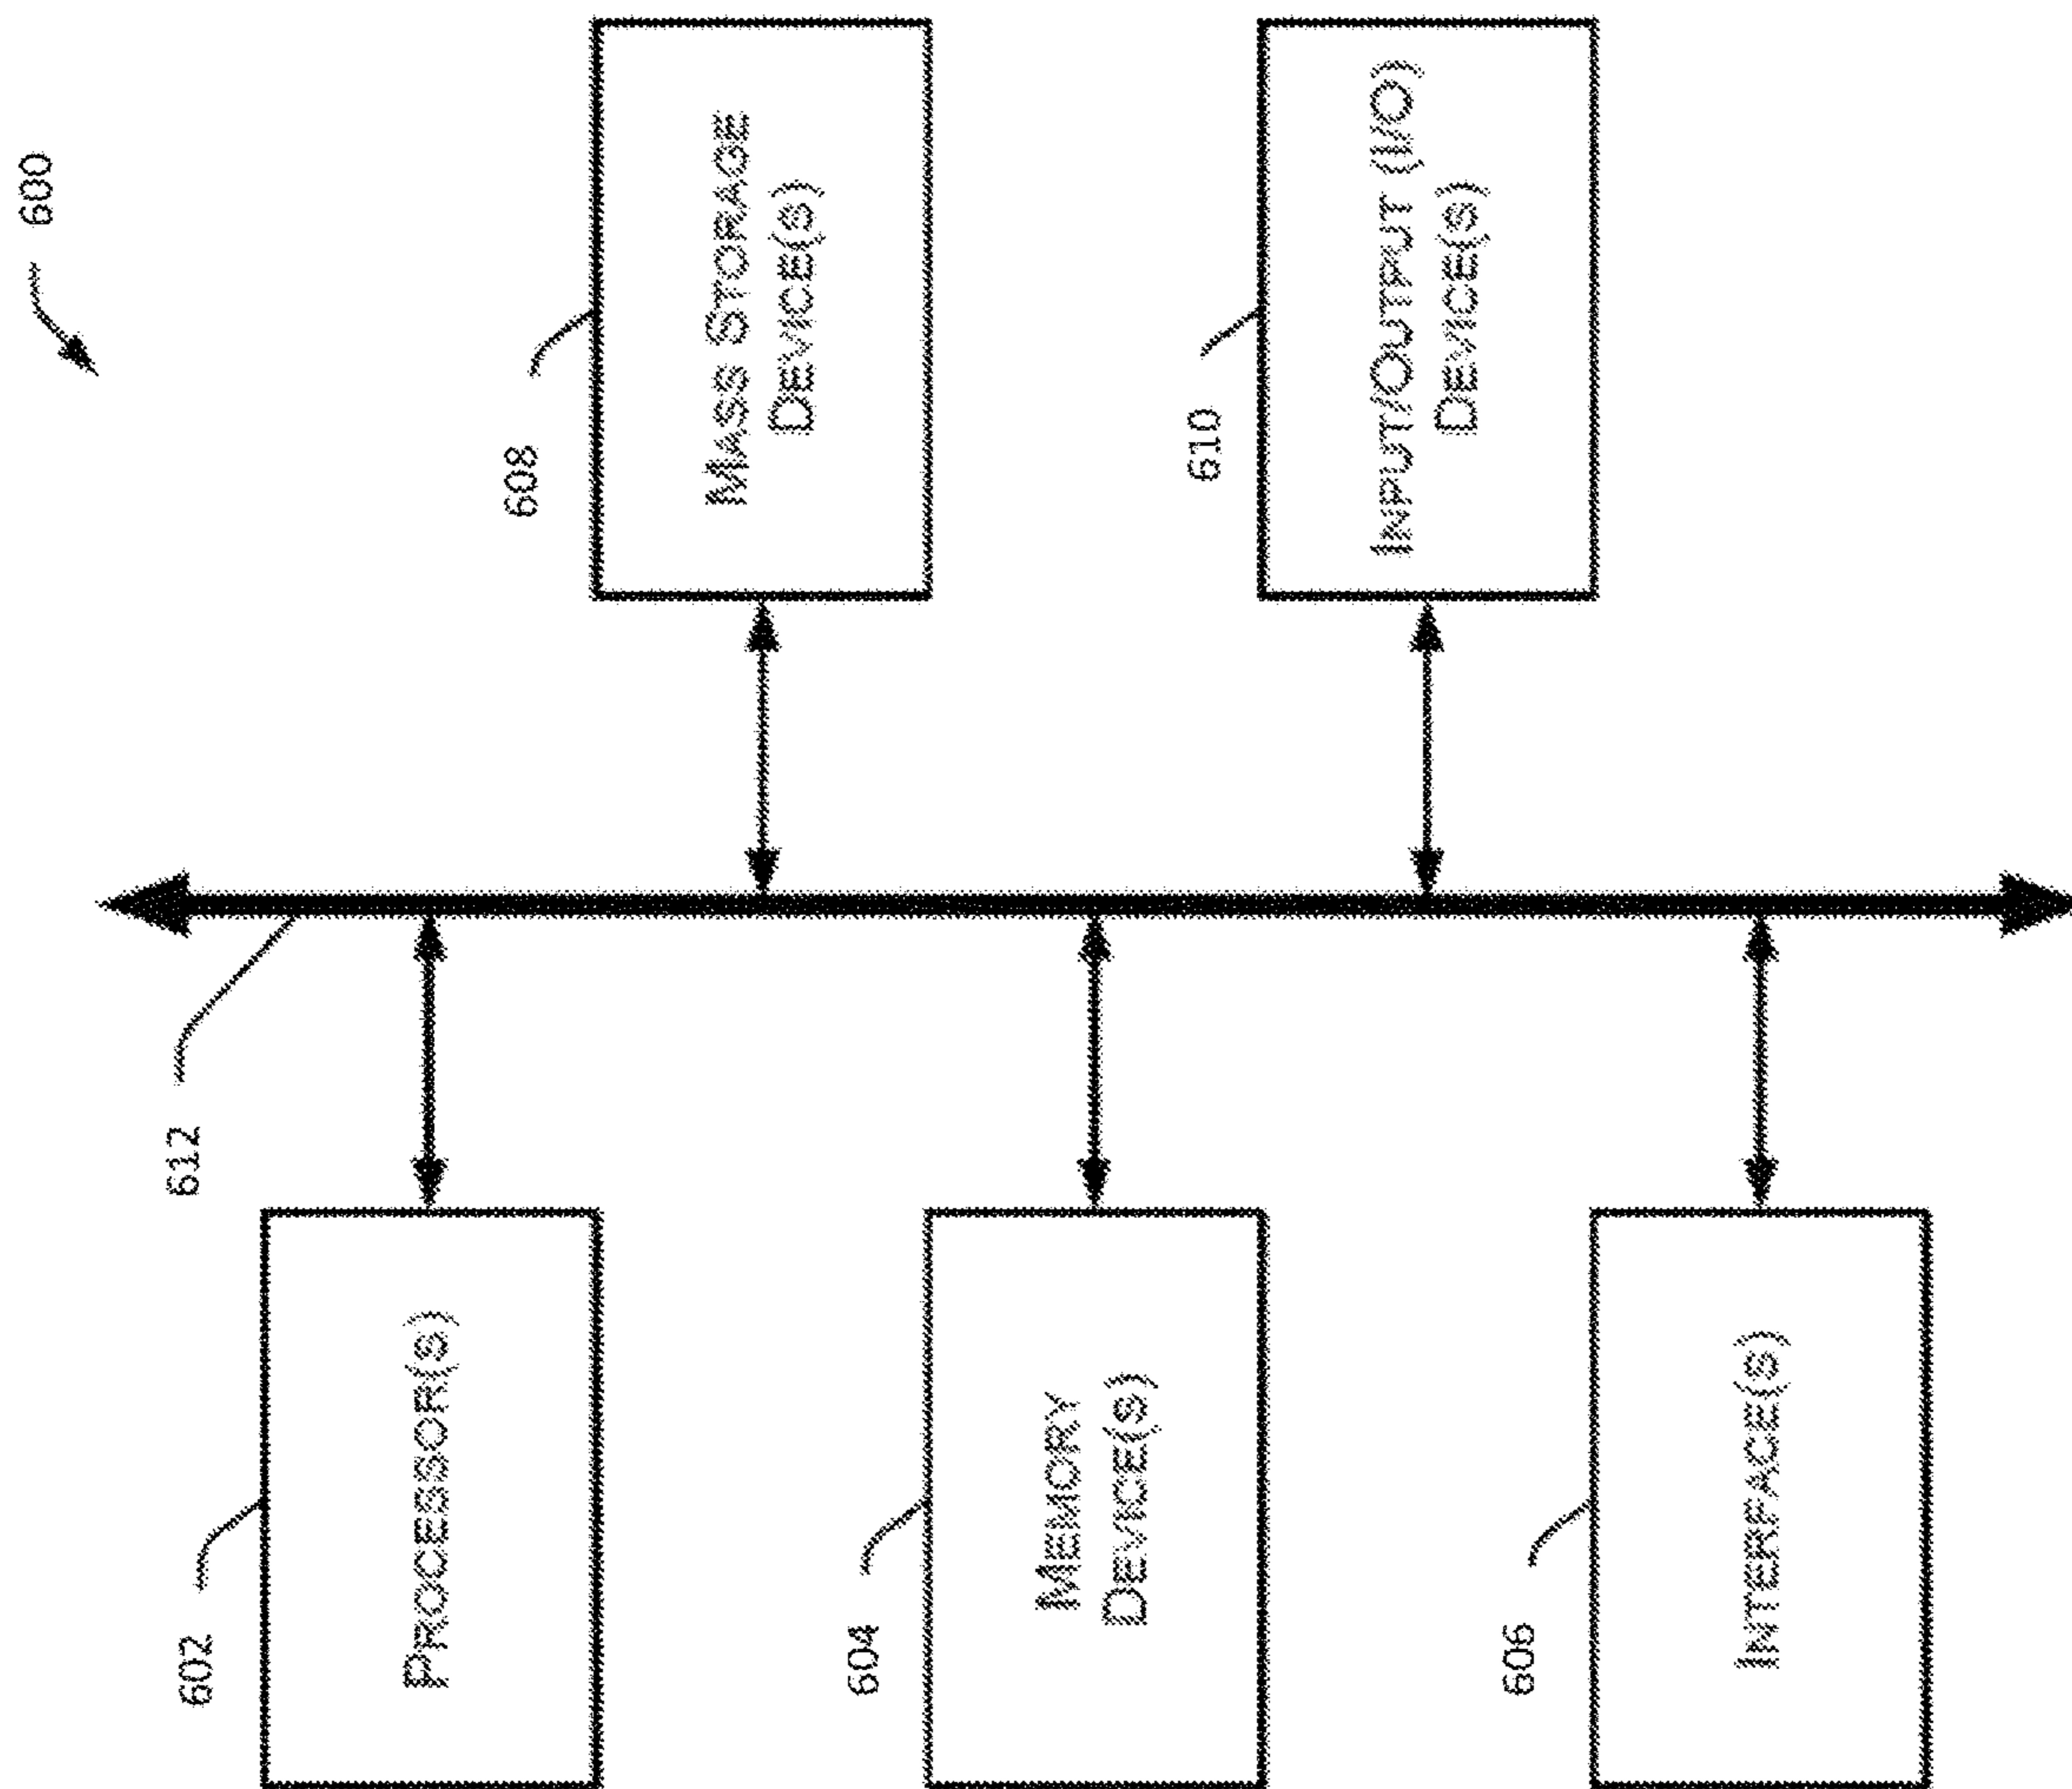 600
612
602
PROCESSOR(S)
608
MASS STORAGE
DEVICE(S)
604
MEMORY
DEVICE(S)
610
INPUT/OUTPUT (I/O)
DEVICE(S)
606
INTERFACE(S)